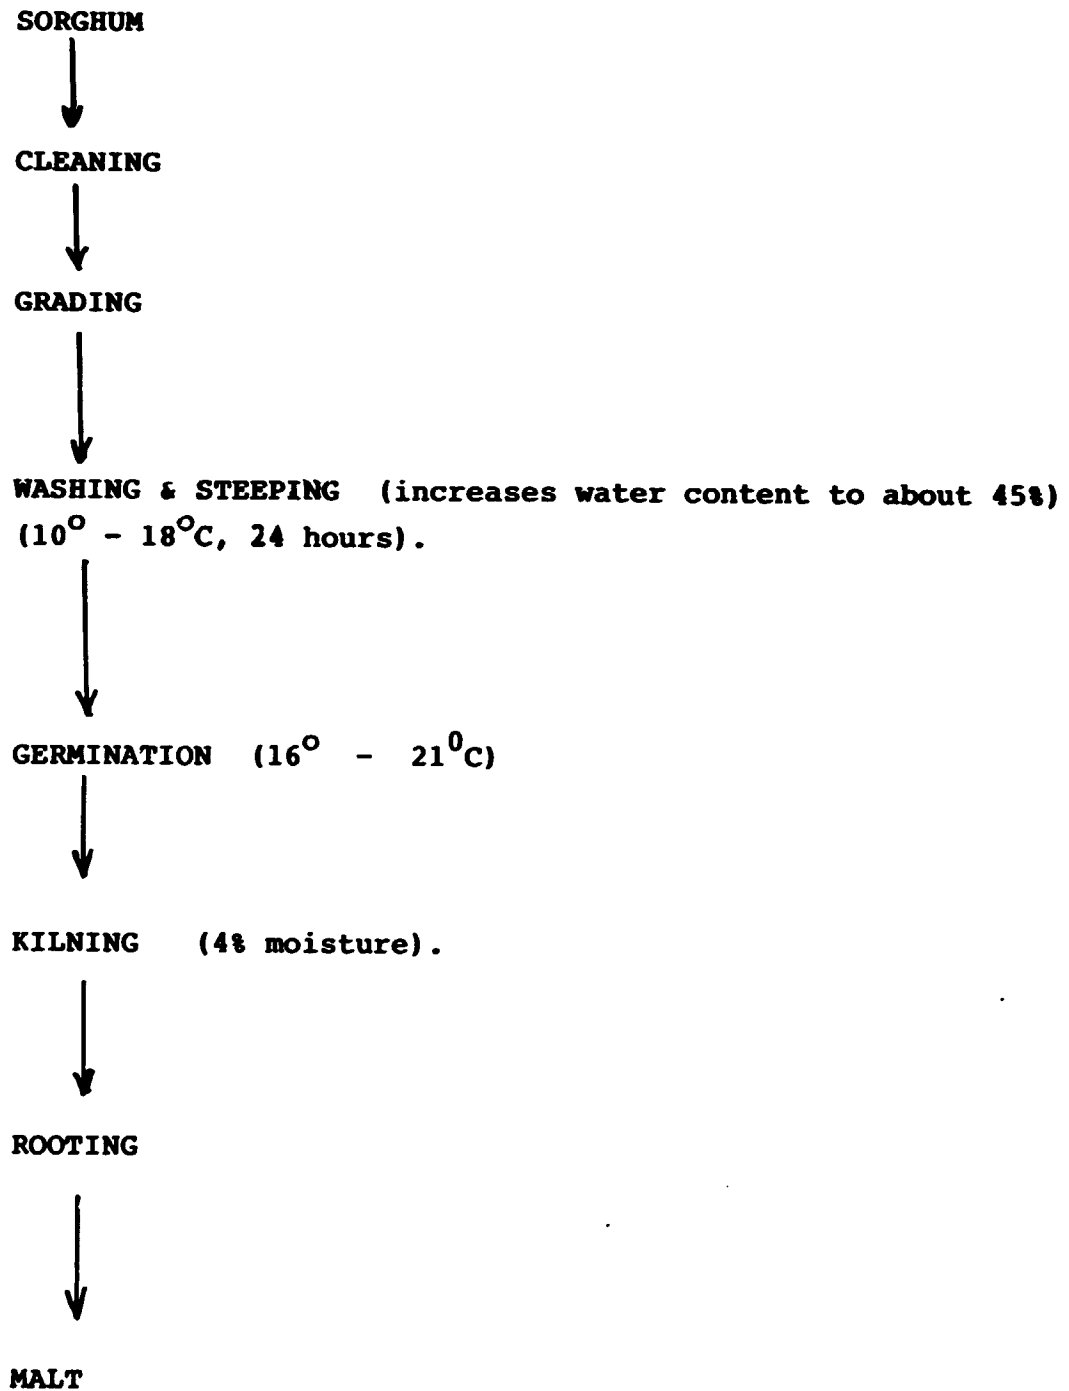 SORGHUM
CLEANING
GRADING
WASHING & STEEPING (increases water content to about 45%)
(10° - 18°C, 24 hours).
GERMINATION (16° - 21⁰C)
KILNING (4% moisture).
ROOTING
MALT